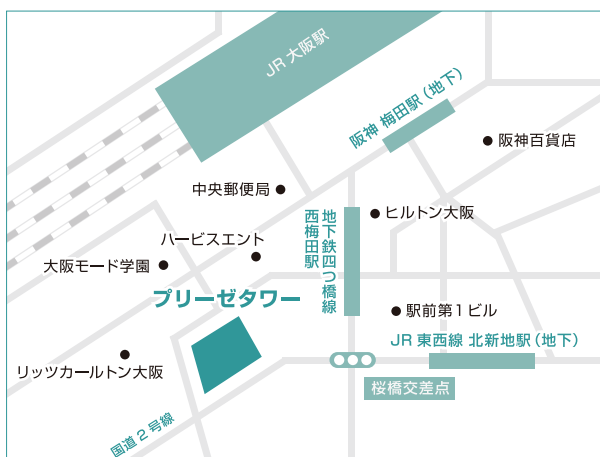 JR 大阪駅
阪神 梅田駅（地下）
阪神百貨店
中央郵便局
ヒルトン大阪
地下鉄四つ橋線
西梅田駅
ハービスエント
大阪モード学園
ブリーゼタワー
駅前第1ビル
JR 東西線 北新地駅（地下）
リッツカールトン大阪
桜橋交差点
国道2号線